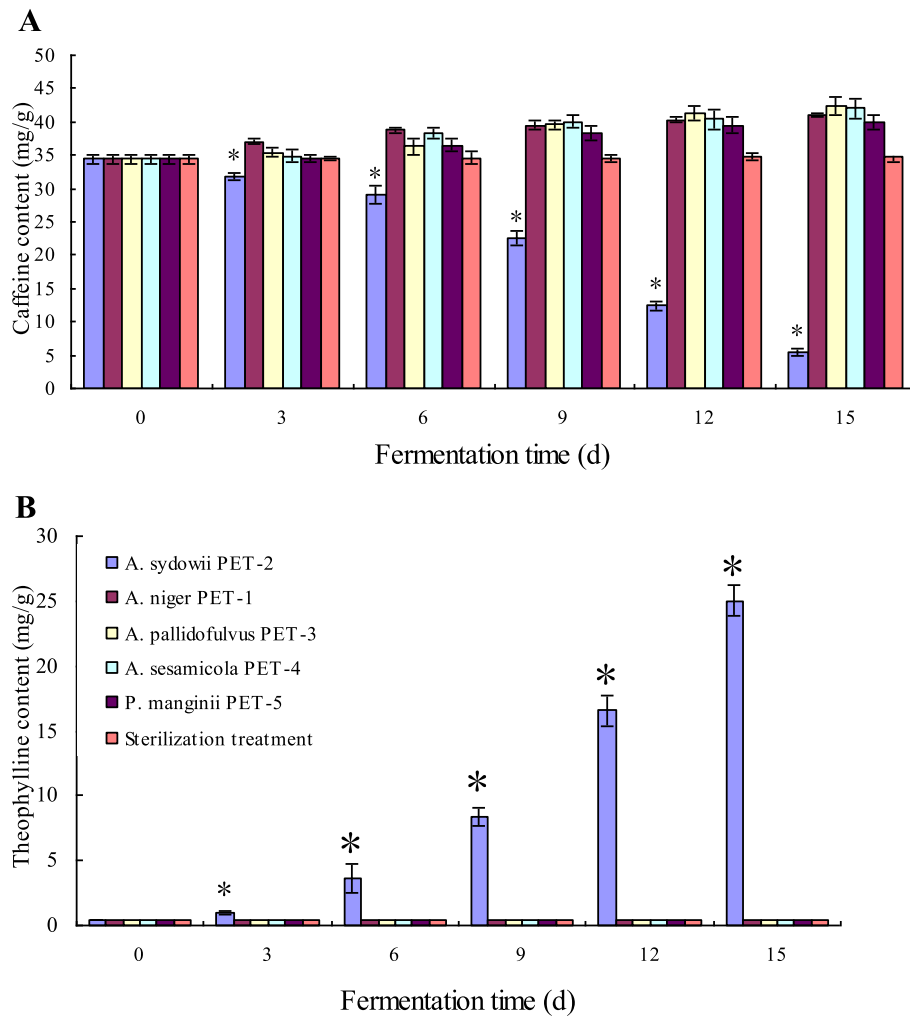 A
Caffeine content (mg/g)
50
45
40
35
30
25
20
15
10
5
0
* * * * *
0 3 6 9 12 15
Fermentation time (d)
B
Theophylline content (mg/g)
30
25
20
15
10
5
0
A. sydowii PET-2
A. niger PET-1
A. pallidofulvus PET-3
A. sesamicola PET-4
P. manginii PET-5
Sterilization treatment
* * * * *
0 3 6 9 12 15
Fermentation time (d)